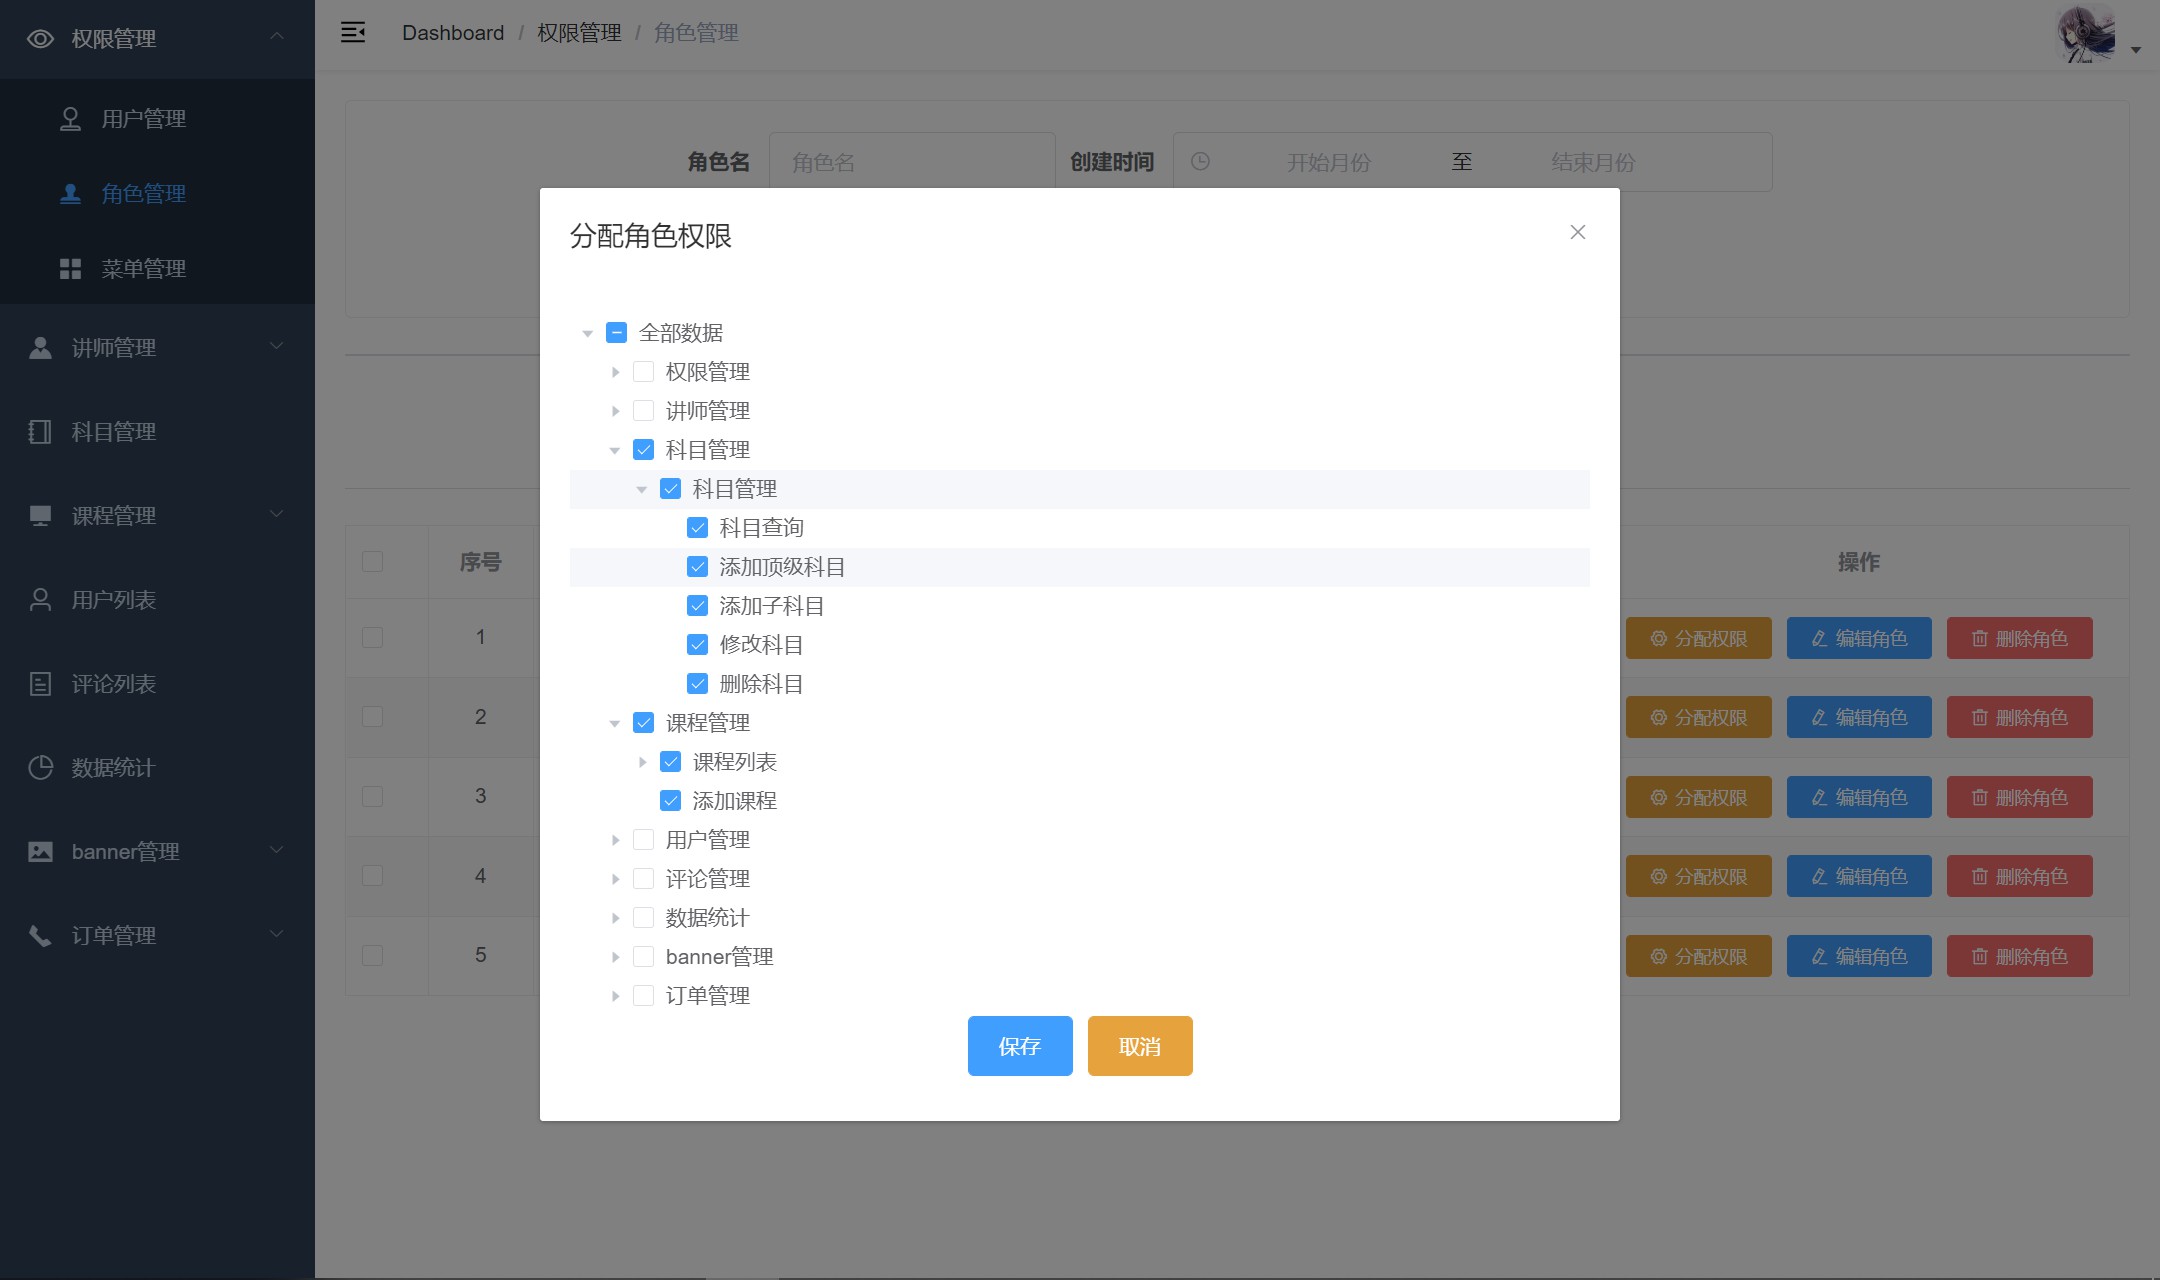 权限管理
用户管理
角色管理
菜单管理
讲师管理
科目管理
课程管理
用户列表
评论列表
数据统计
banner管理
订单管理
Dashboard / 权限管理 / 角色管理
角色名 角色名 创建时间 开始月份 至 结束月份
分配角色权限
全部数据
权限管理
讲师管理
科目管理
科目管理
科目查询
添加顶级科目
添加子科目
修改科目
删除科目
课程管理
课程列表
添加课程
用户管理
评论管理
数据统计
banner管理
订单管理
保存 取消
序号 操作
1 分配权限 编辑角色 删除角色
2 分配权限 编辑角色 删除角色
3 分配权限 编辑角色 删除角色
4 分配权限 编辑角色 删除角色
5 分配权限 编辑角色 删除角色